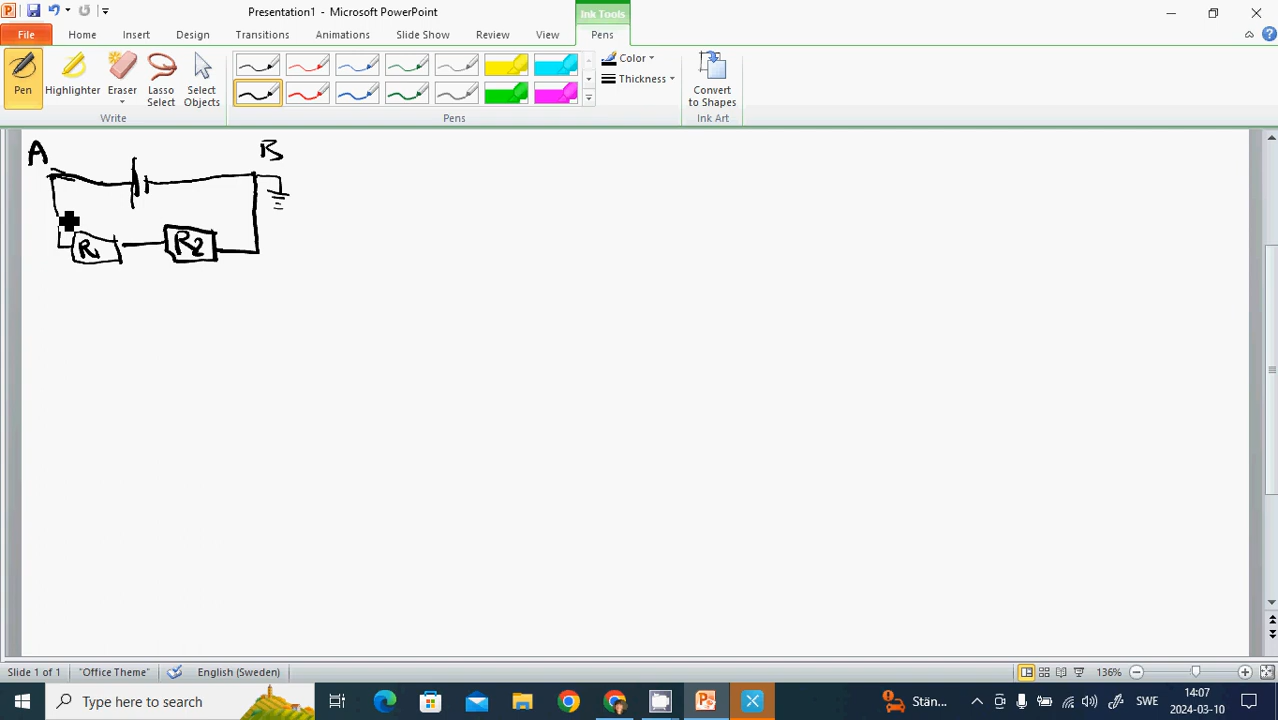 Presentation1 - Microsoft PowerPoint
Ink Tools
File Home Insert Design Transitions Animations Slide Show Review View Pens
Pen Highlighter Eraser Lasso Select Select Objects
Color
Thickness
Convert to Shapes
Write Pens Ink Art
A B
R1 R2
Slide 1 of 1 "Office Theme" English (Sweden) 136%
Type here to search Stän... SWE 14:07
2024-03-10